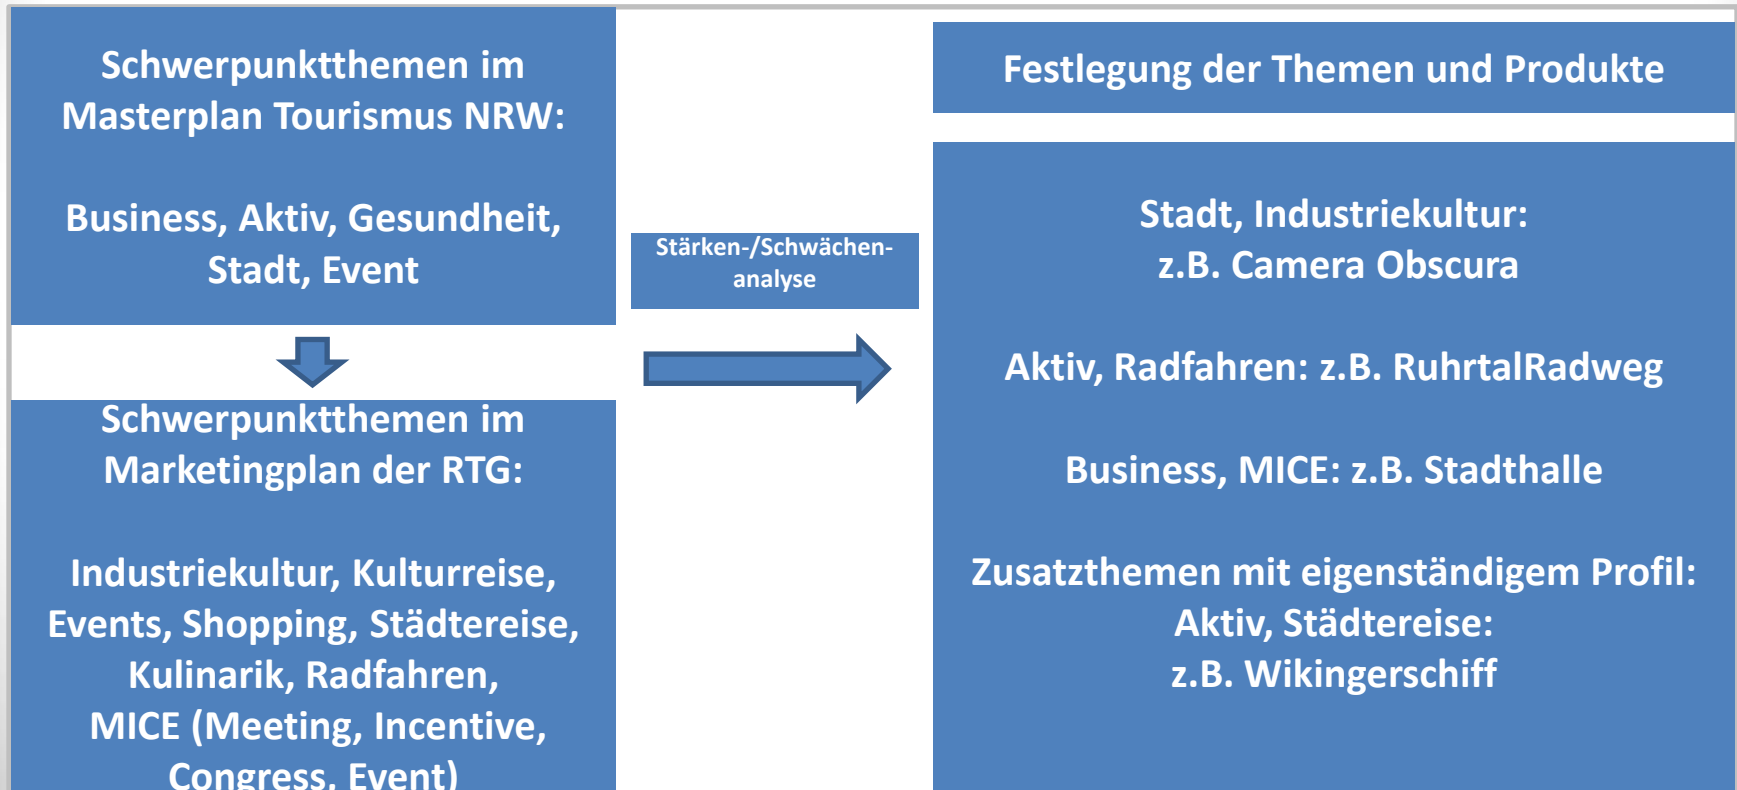 Schwerpunktthemen im
Masterplan Tourismus NRW:
Business, Aktiv, Gesundheit,
Stadt, Event
Schwerpunktthemen im
Marketingplan der RTG:
Industriekultur, Kulturreise,
Events, Shopping, Städtereise,
Kulinarik, Radfahren,
MICE (Meeting, Incentive,
Congress, Event)
Stärken-/Schwächen-
analyse
Festlegung der Themen und Produkte
Stadt, Industriekultur:
z.B. Camera Obscura
Aktiv, Radfahren: z.B. RuhrtalRadweg
Business, MICE: z.B. Stadthalle
Zusatzthemen mit eigenständigem Profil:
Aktiv, Städtereise:
z.B. Wikingerschiff